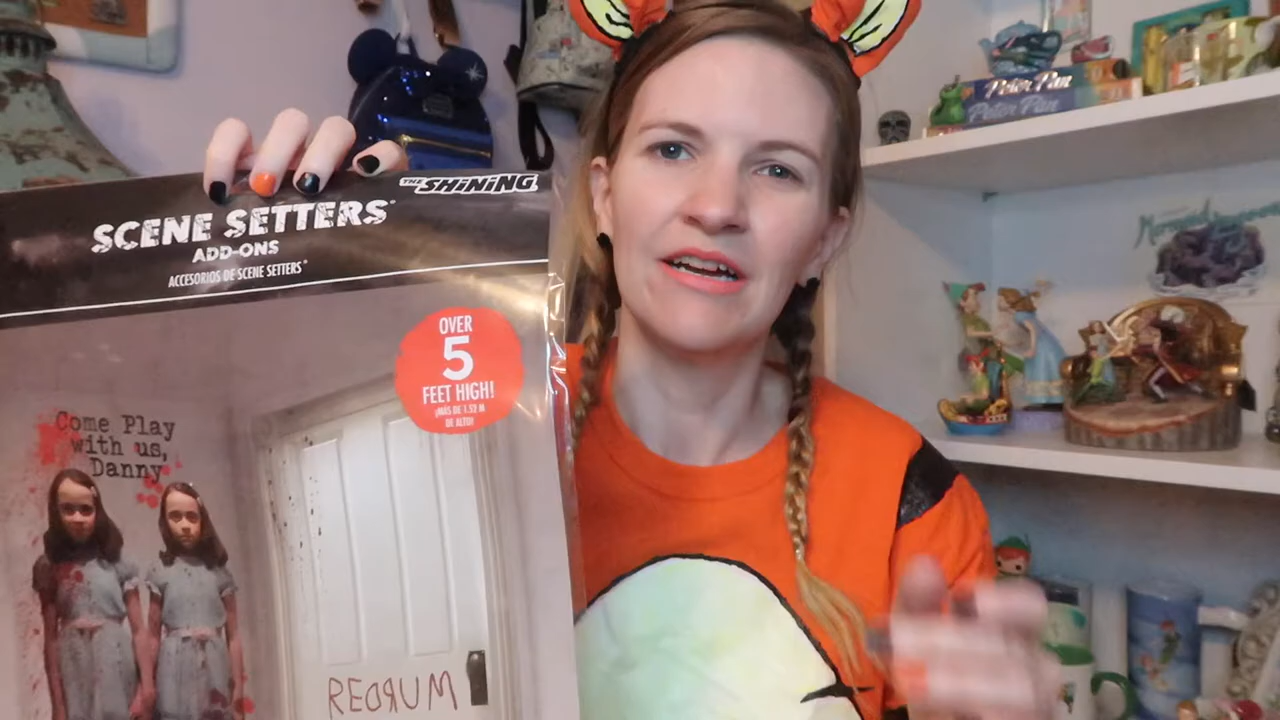 THE SHINING
SCENE SETTERS®
ADD-ONS
ACCESORIOS DE SCENE SETTERS®
OVER
5
FEET HIGH!
¡MÁS DE 1.52 M
DE ALTO!
Come Play
with us,
Danny
REDRUM
Peter Pan
Peter Pan